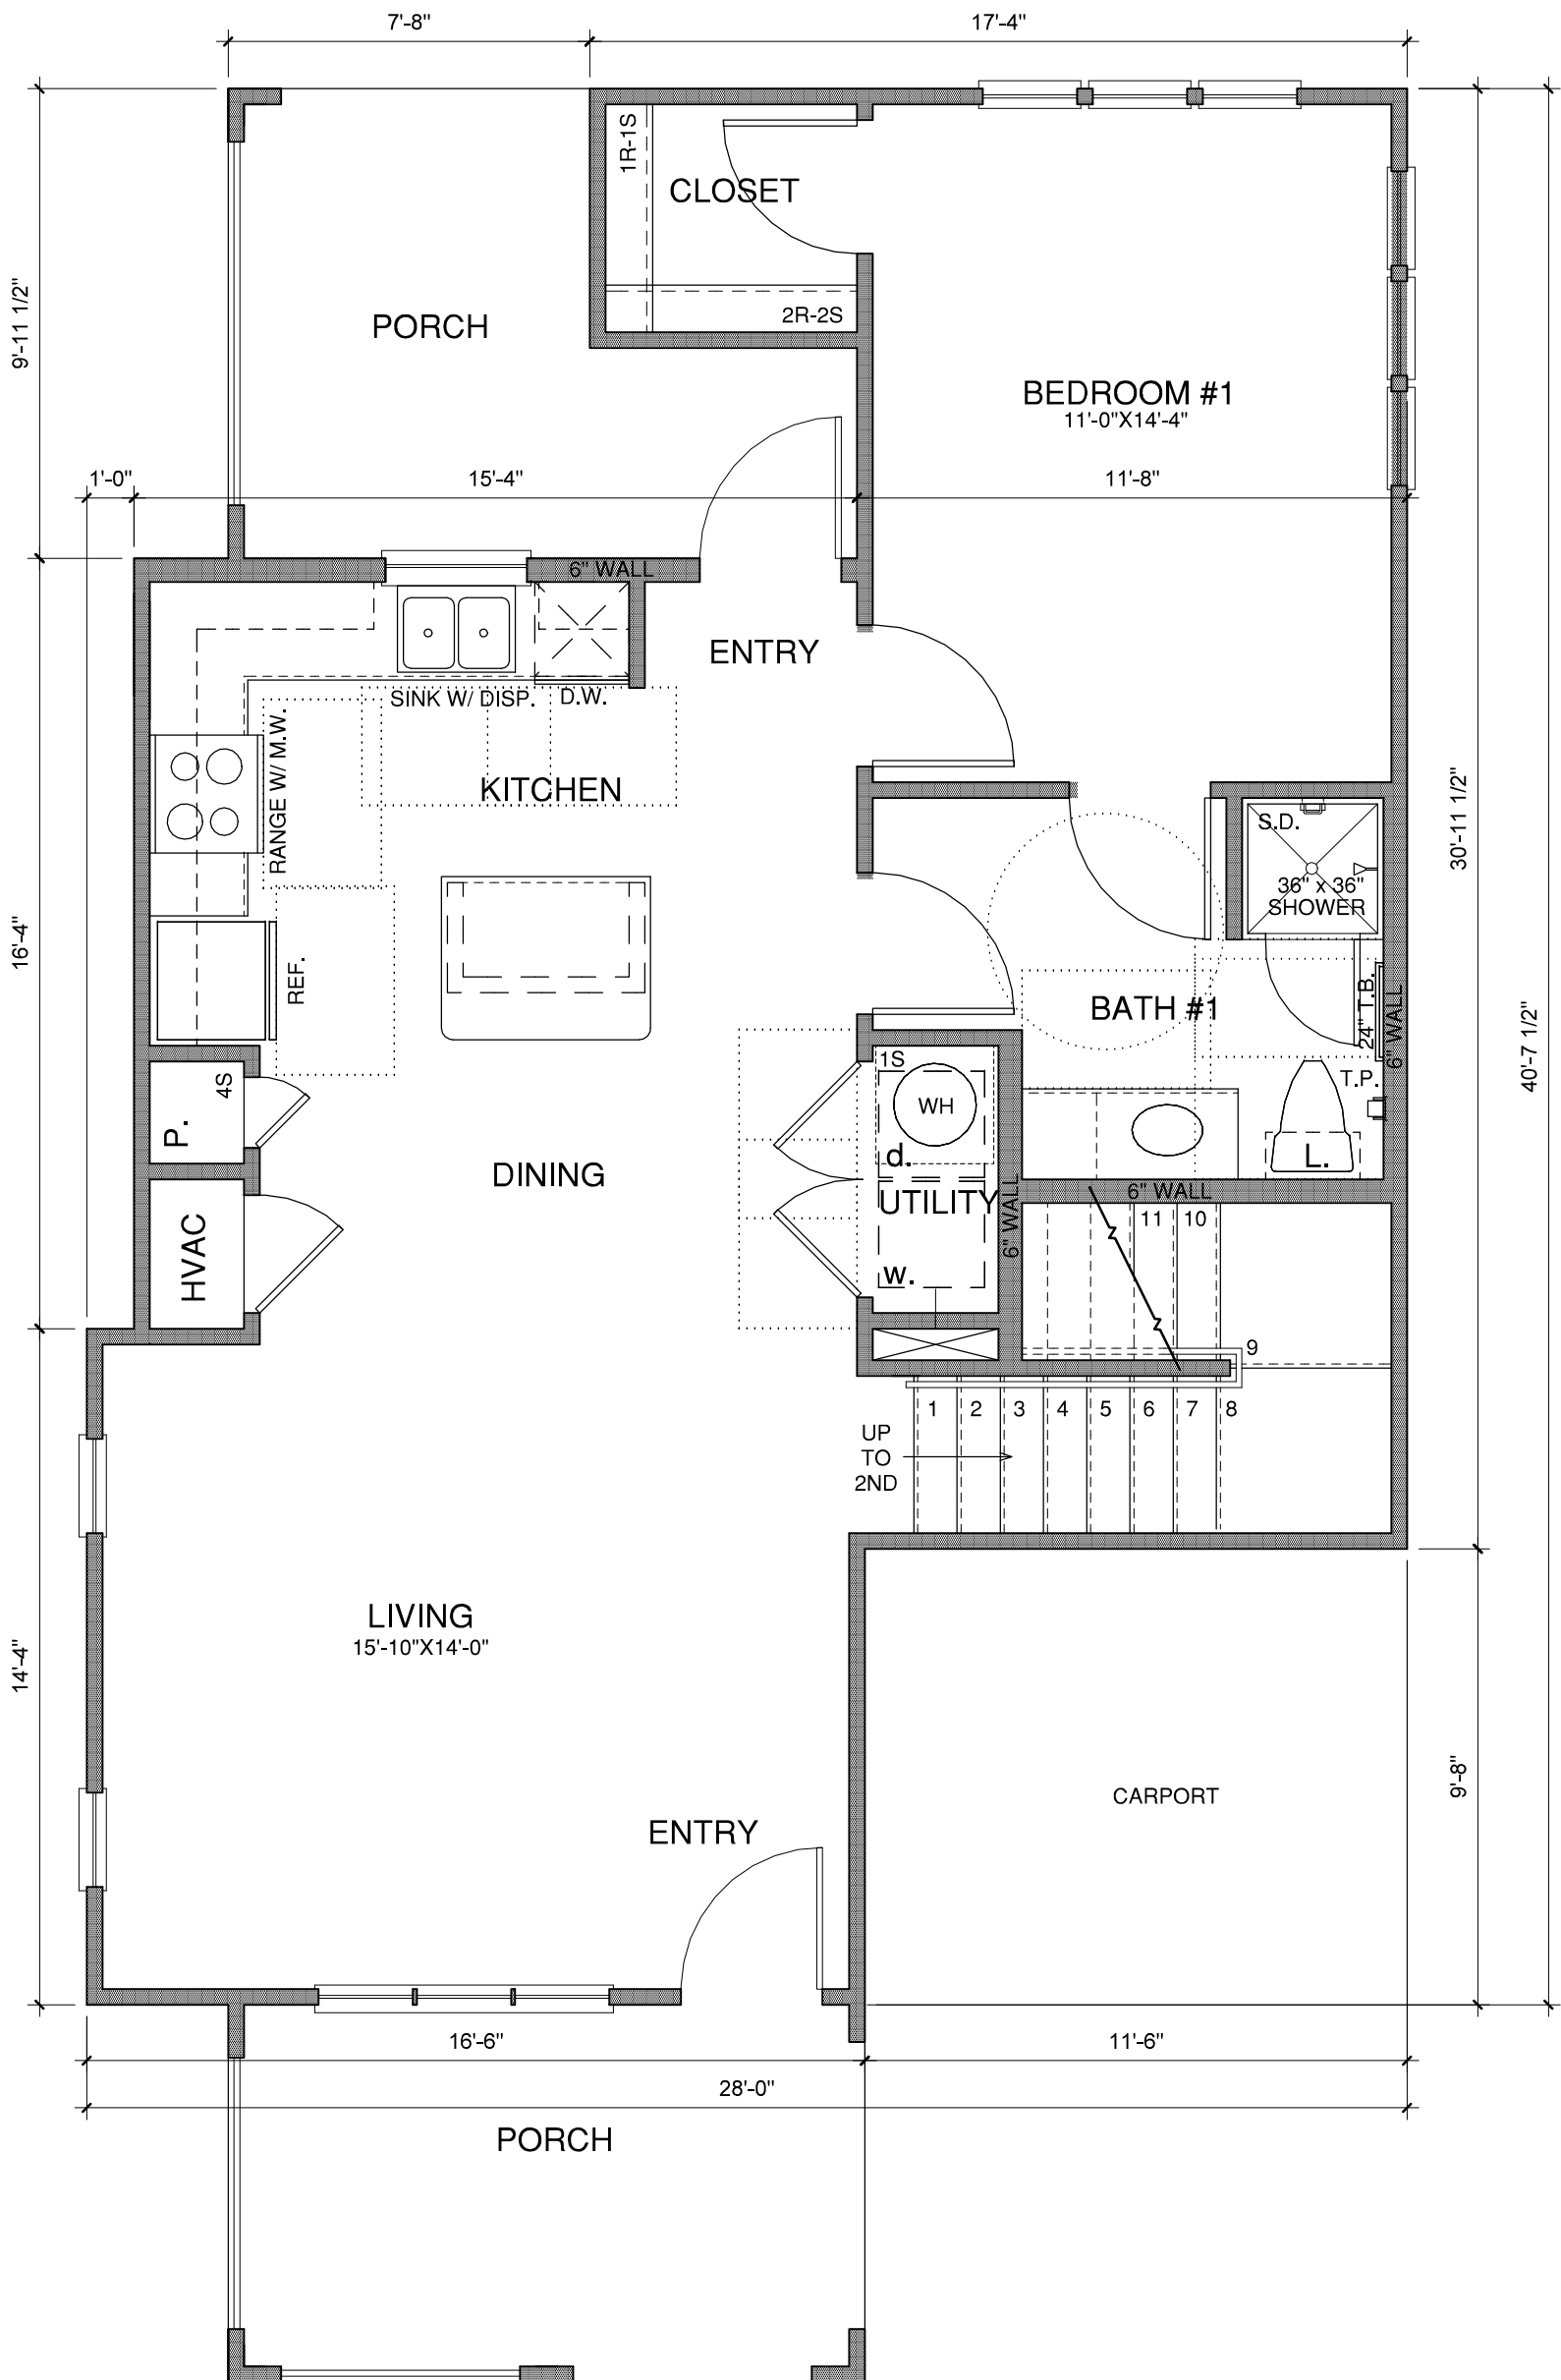 7'-8"
17'-4"
1R-1S
CLOSET
2R-2S
9'-11 1/2"
PORCH
BEDROOM #1
11'-0"X14'-4"
1'-0"
15'-4"
11'-8"
6" WALL
ENTRY
SINK W/ DISP.
D.W.
RANGE W/ M.W.
KITCHEN
30'-11 1/2"
S.D.
36" x 36"
SHOWER
16'-4"
REF.
BATH #1
24" T.B.
6" WALL
40'-7 1/2"
1S
4S
P.
WH
T.P.
d.
L.
DINING
UTILITY
6" WALL
6" WALL
11
10
HVAC
w.
9
1
2
3
4
5
6
7
8
UP
TO
2ND
LIVING
15'-10"X14'-0"
14'-4"
CARPORT
9'-8"
ENTRY
16'-6"
11'-6"
28'-0"
PORCH